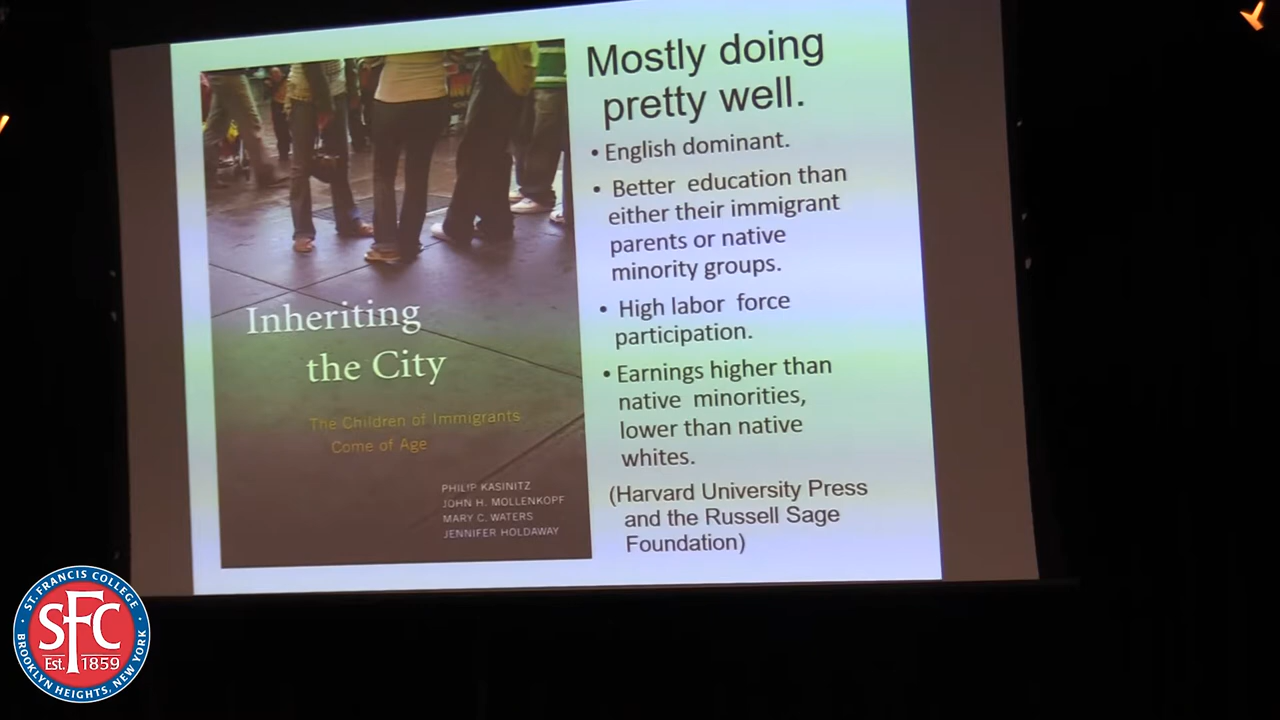 Mostly doing
pretty well.
• English dominant.
• Better education than
either their immigrant
parents or native
minority groups.
• High labor force
participation.
• Earnings higher than
native minorities,
lower than native
whites.
(Harvard University Press
and the Russell Sage
Foundation)
Inheriting
the City
The Children of Immigrants
Come of Age
PHILIP KASINITZ
JOHN H. MOLLENKOPF
MARY C. WATERS
JENNIFER HOLDAWAY
ST. FRANCIS COLLEGE
SFC
Est. 1859
BROOKLYN HEIGHTS, NEW YORK